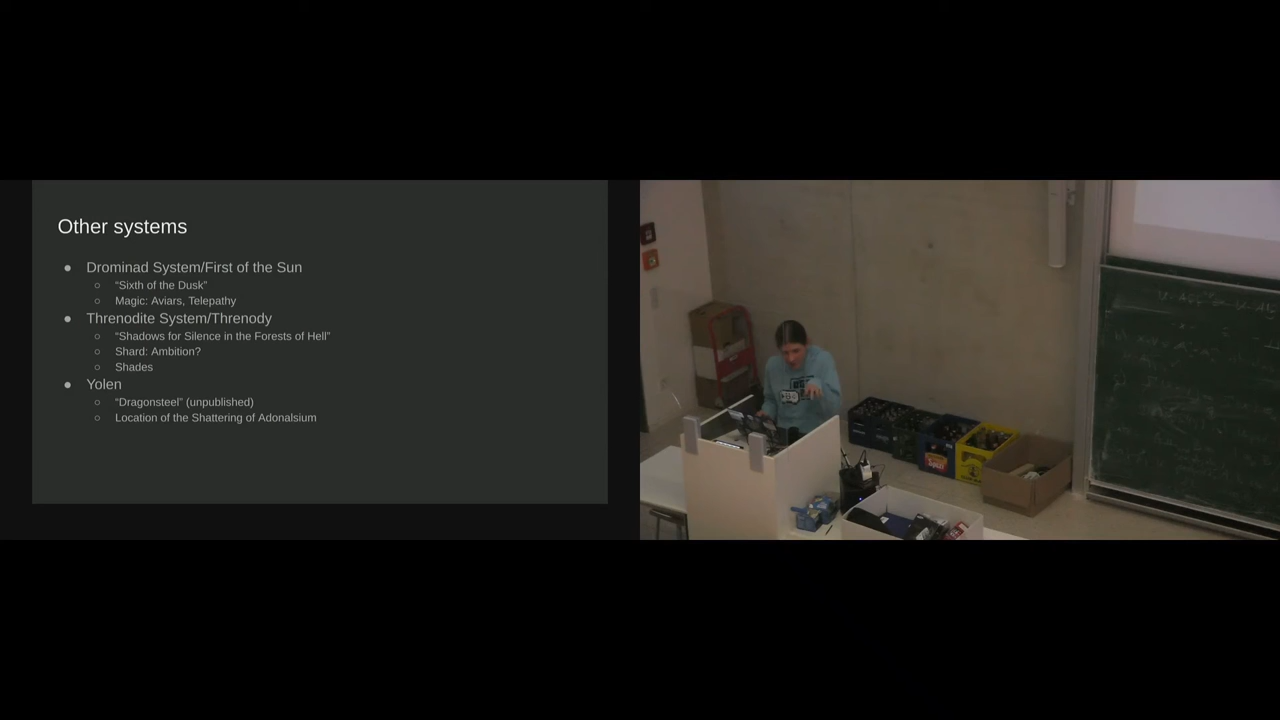 Other systems
Drominad System/First of the Sun
“Sixth of the Dusk”
Magic: Aviars, Telepathy
Threnodite System/Threnody
“Shadows for Silence in the Forests of Hell”
Shard: Ambition?
Shades
Yolen
“Dragonsteel” (unpublished)
Location of the Shattering of Adonalsium